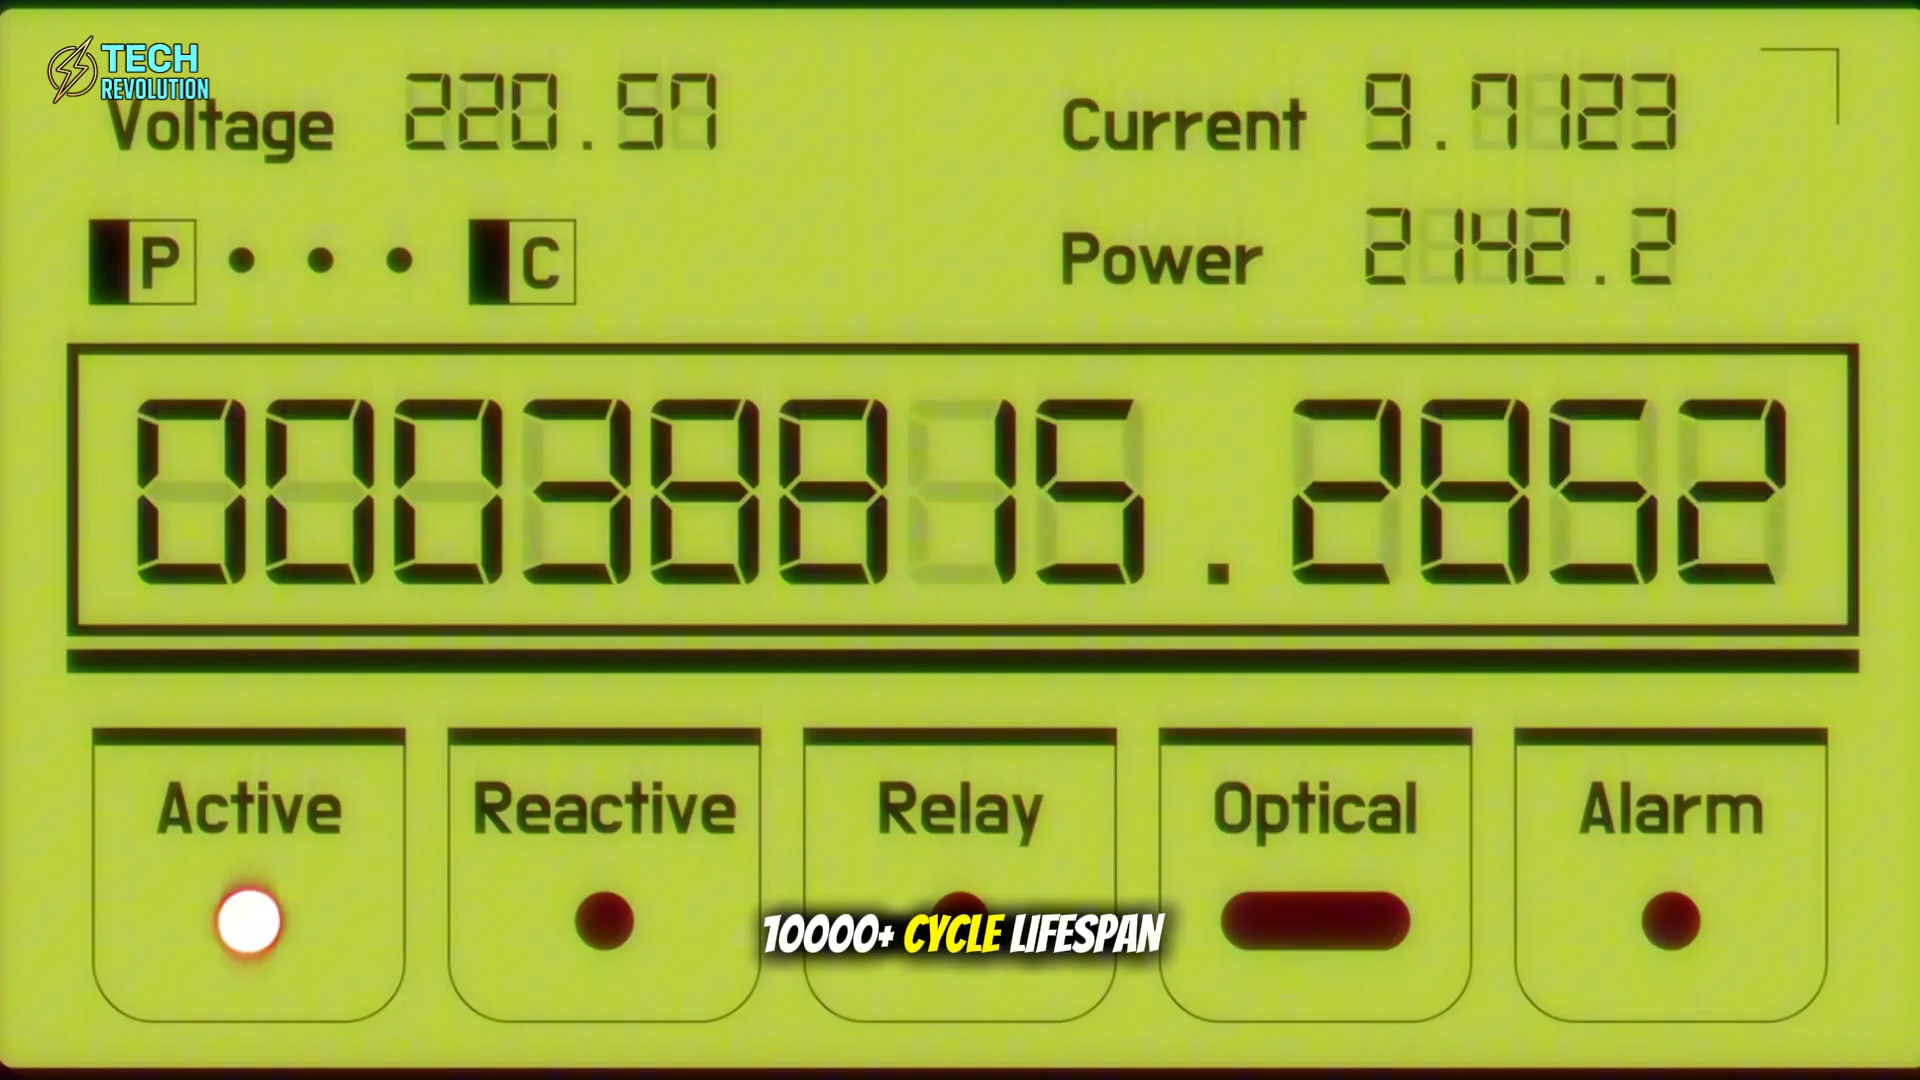 TECH
REVOLUTION
Voltage 220.57
Current 9.7123
P C
Power 2142.2
00038815.2852
Active
Reactive
Relay
Optical
Alarm
10000+ CYCLE LIFESPAN